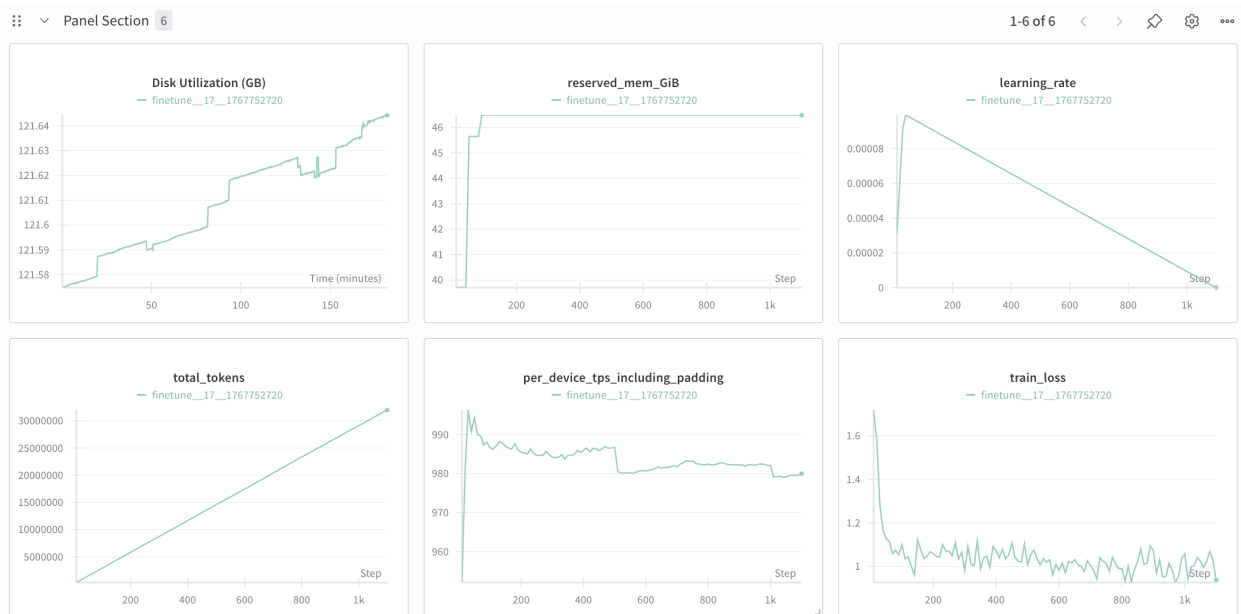 Panel Section 6
1-6 of 6
Disk Utilization (GB)
finetune__17__1767752720
121.64
121.63
121.62
121.61
121.6
121.59
121.58
Time (minutes)
50 100 150
reserved_mem_GiB
finetune__17__1767752720
46
45
44
43
42
41
40
Step
200 400 600 800 1k
learning_rate
finetune__17__1767752720
0.00008
0.00006
0.00004
0.00002
0
Step
200 400 600 800 1k
total_tokens
finetune__17__1767752720
30000000
25000000
20000000
15000000
10000000
5000000
Step
200 400 600 800 1k
per_device_tps_including_padding
finetune__17__1767752720
990
980
970
960
Step
200 400 600 800 1k
train_loss
finetune__17__1767752720
1.6
1.4
1.2
1
Step
200 400 600 800 1k